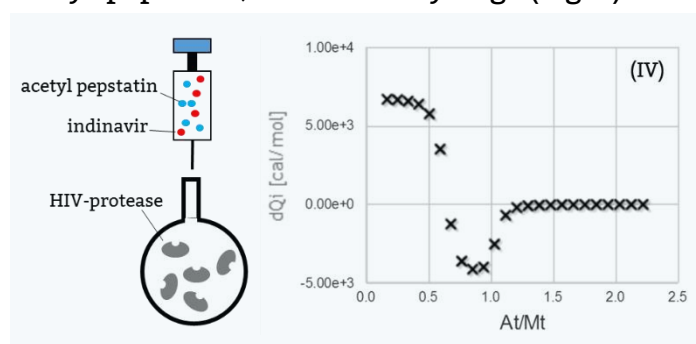 acetyl pepstatin
indinavir
HIV-protease
(IV)
dQi [cal/mol]
1.00e+4
5.00e+3
0.00e+0
-5.00e+3
0.0 0.5 1.0 1.5 2.0 2.5
At/Mt